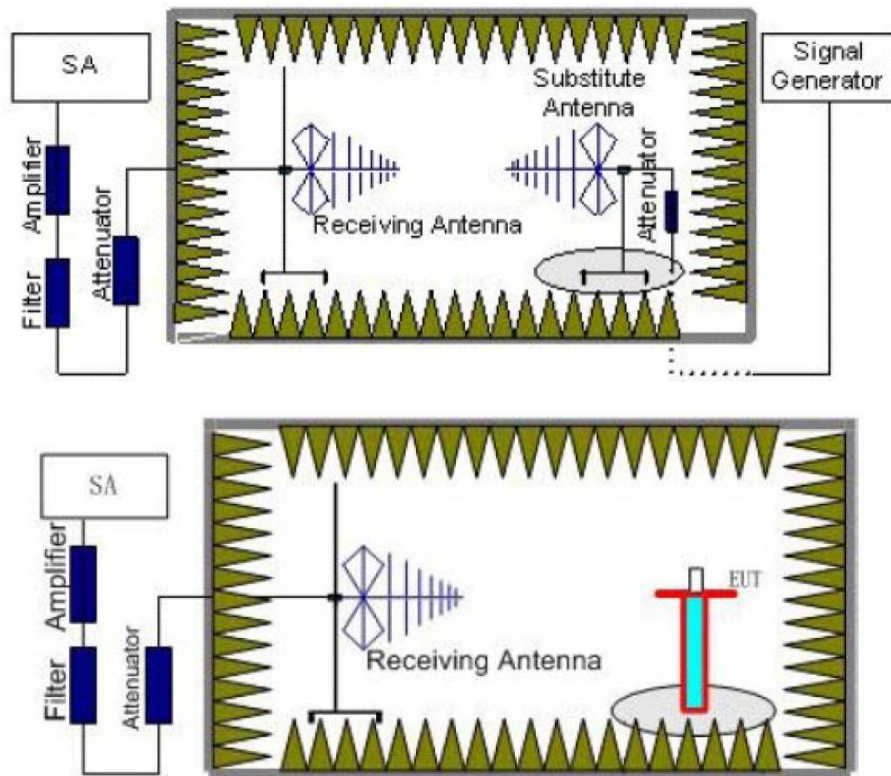 SA
Signal
Generator
Substitute
Antenna
Amplifier
Attenuator
Receiving Antenna
Attenuator
Filter
SA
Amplifier
EUT
Attenuator
Receiving Antenna
Filter